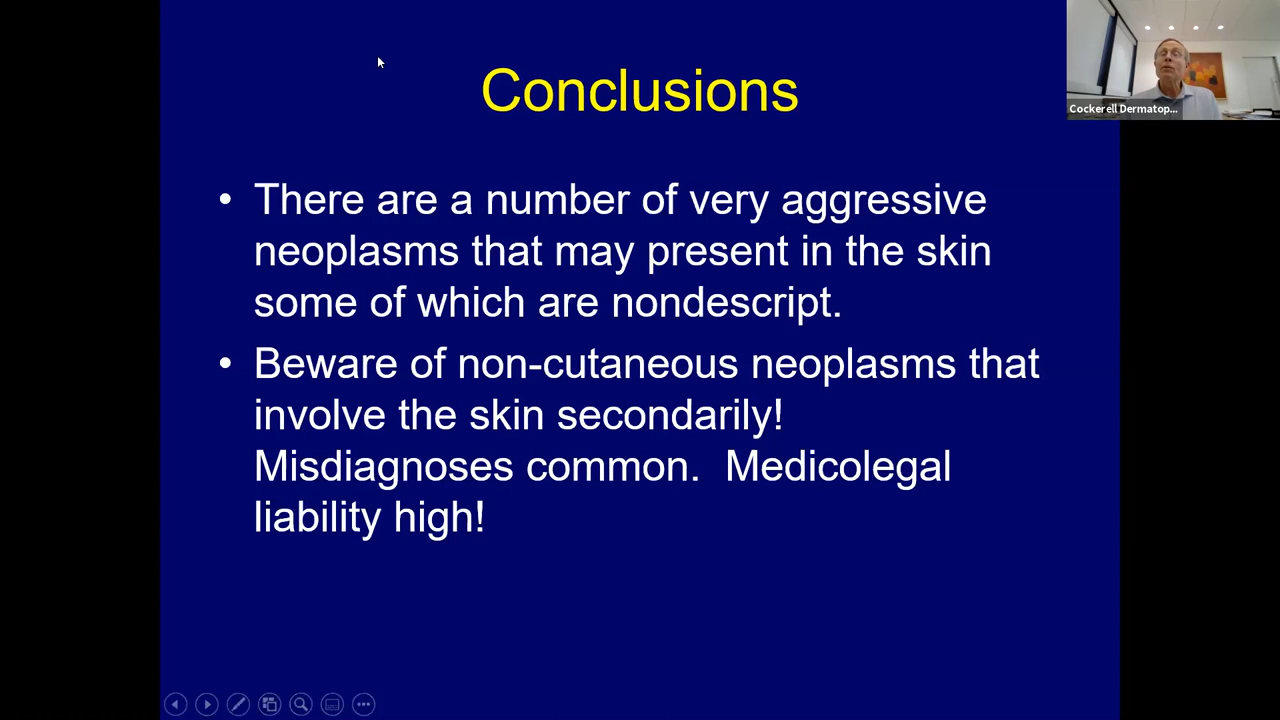 Conclusions
Cockerell Dermatop...
• There are a number of very aggressive
neoplasms that may present in the skin
some of which are nondescript.
• Beware of non-cutaneous neoplasms that
involve the skin secondarily!
Misdiagnoses common.  Medicolegal
liability high!